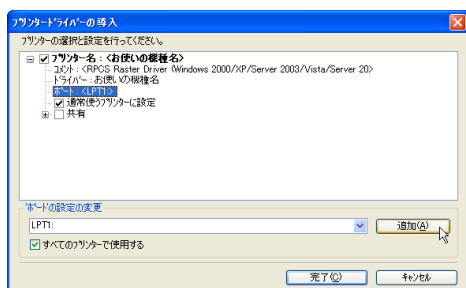 プリンタードライバーの導入
プリンターの選択と設定を行ってください。
プリンター名 : <お使いの機種名>
コメント : <RPCS Raster Driver (Windows 2000/XP/Server 2003/Vista/Server 20>
ドライバー : お使いの機種名
ポート : <LPT1:>
通常使うプリンターに設定
共有
ポートの設定の変更
LPT1:
追加(A)
すべてのプリンターで使用する
完了(C)
キャンセル